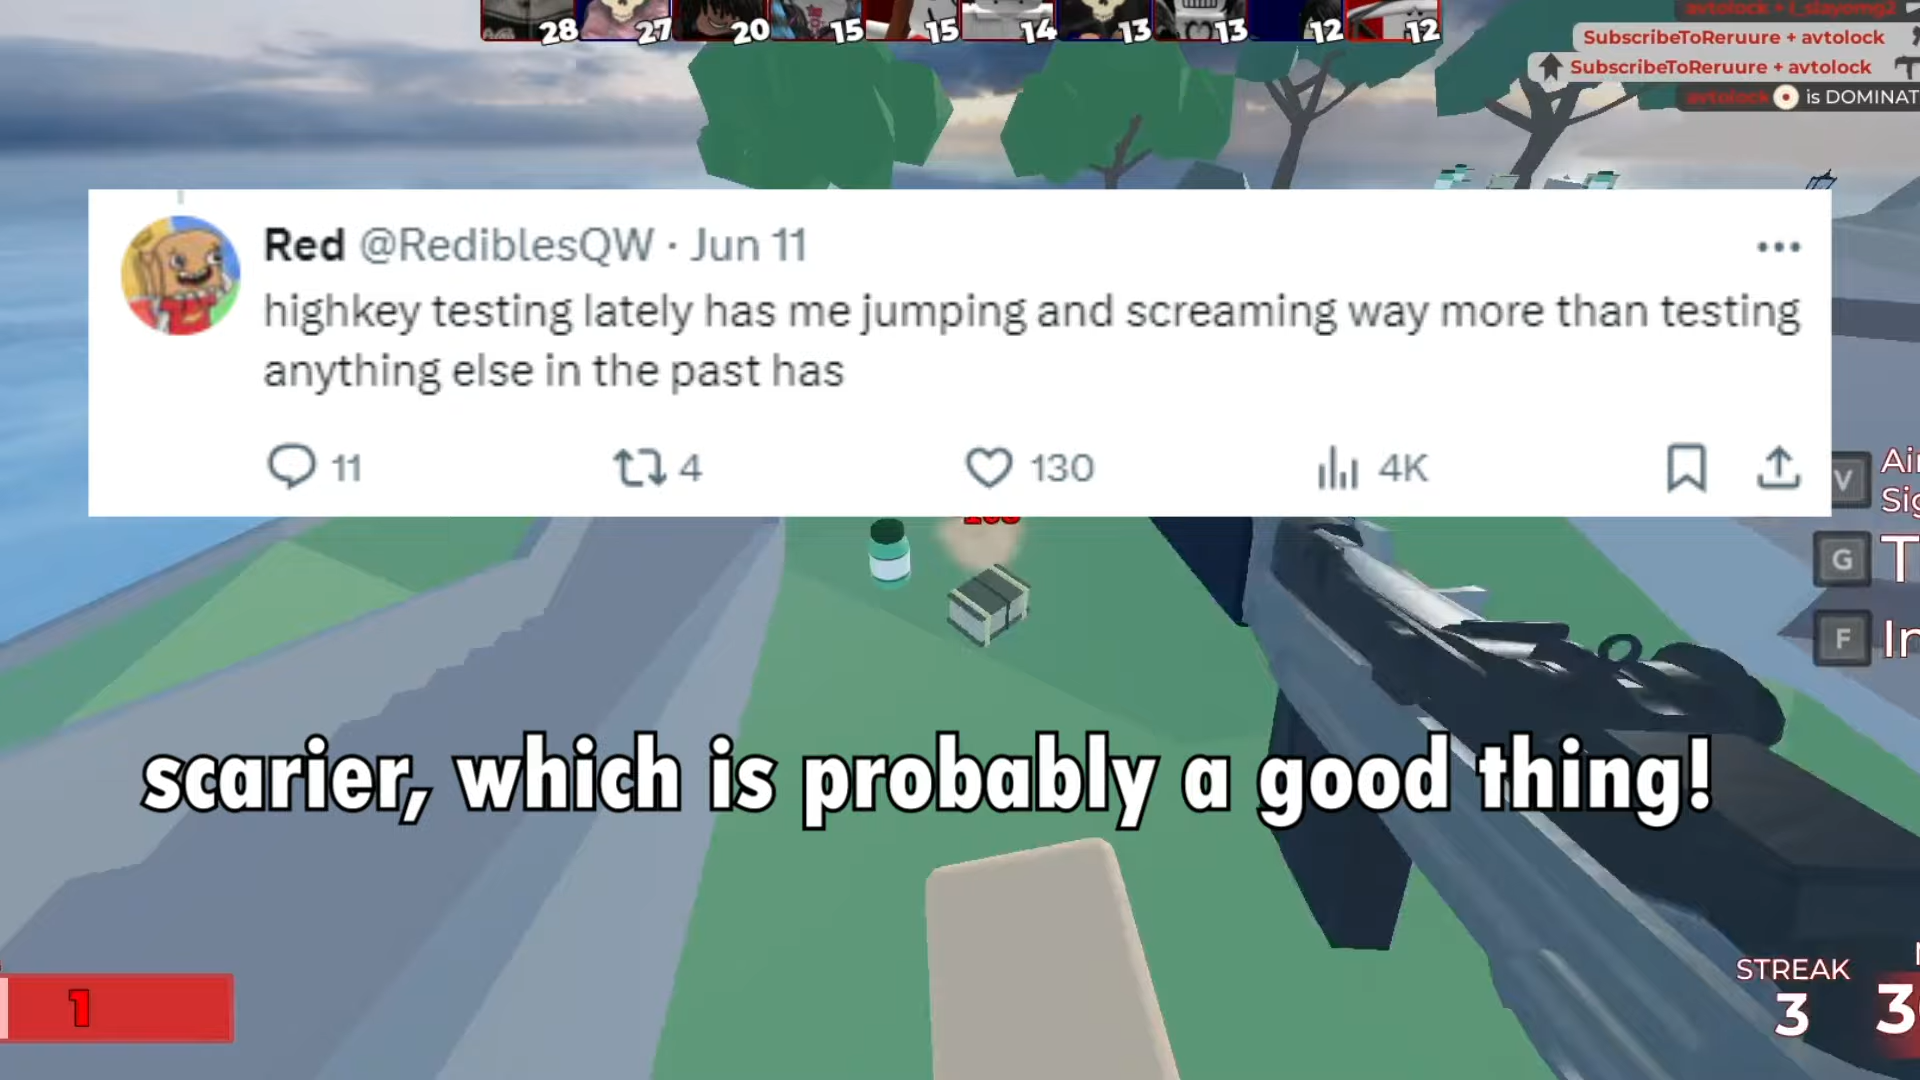 28 27 20 15 15 14 13 13 12 12
SubscribeToReruure + avtolock
SubscribeToReruure + avtolock
avtolock is DOMINAT
Red @RediblesQW · Jun 11
highkey testing lately has me jumping and screaming way more than testing
anything else in the past has
11 4 130 4K
V
G
F
scarier, which is probably a good thing!
1
STREAK
3